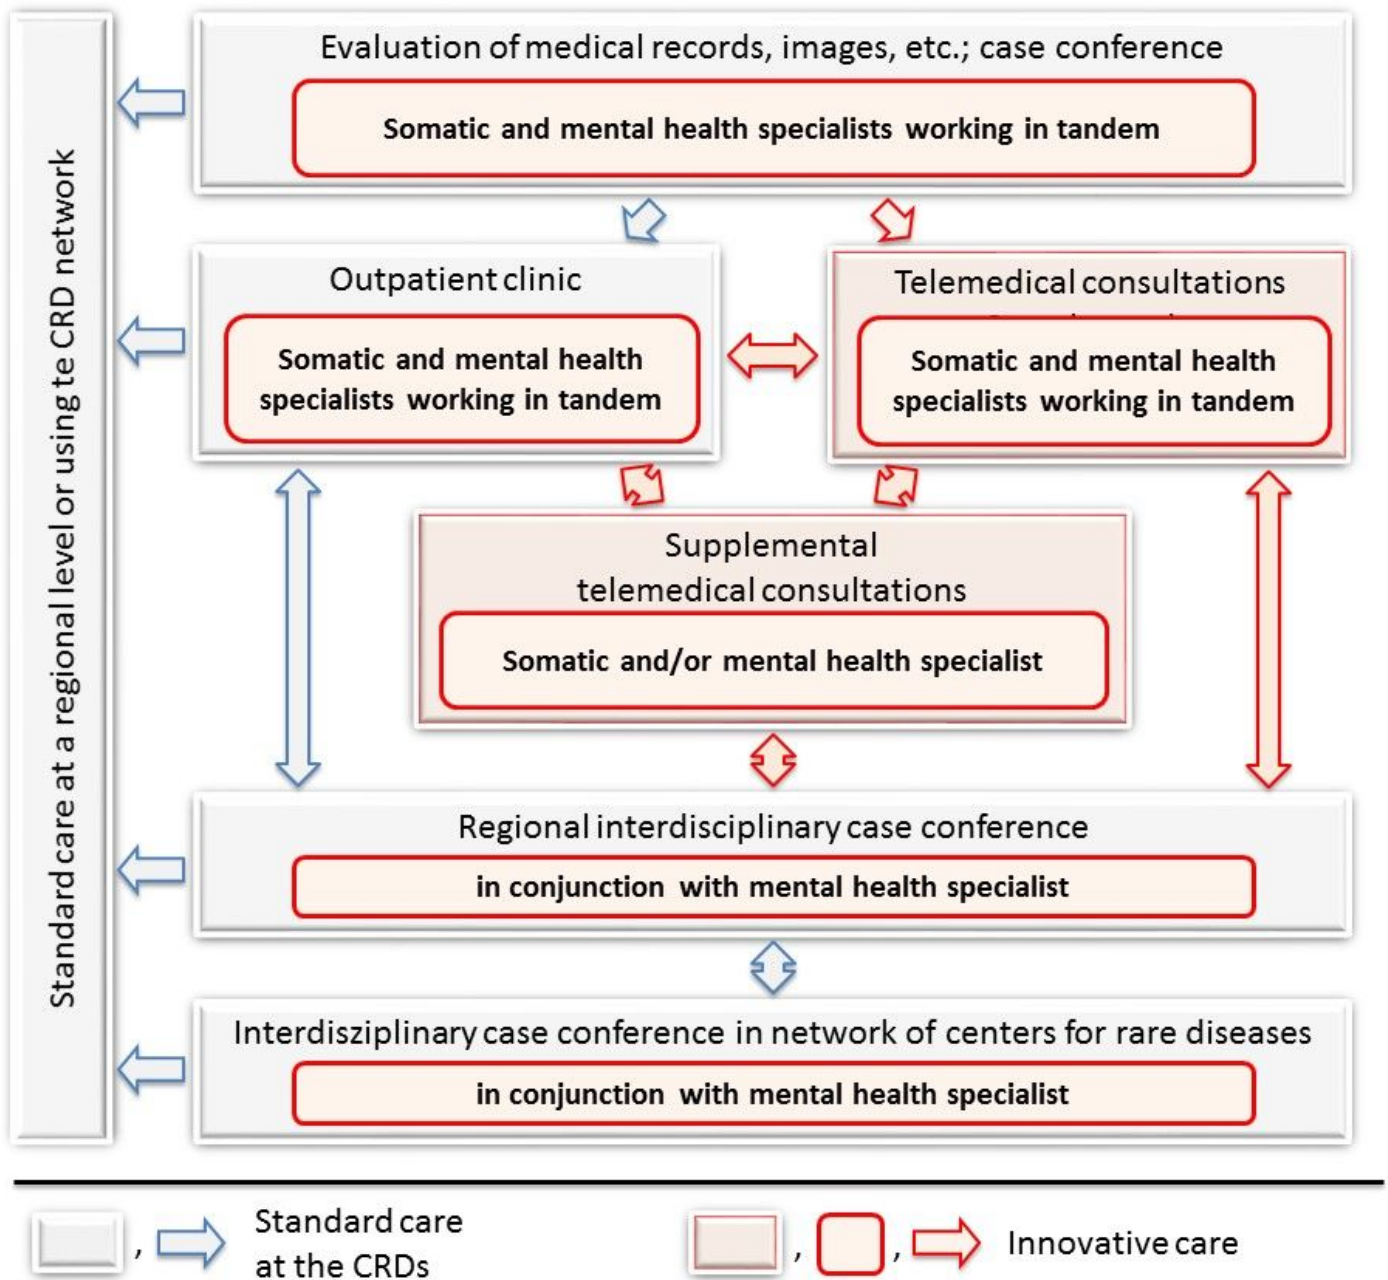 Standard care at a regional level or using te CRD network
Evaluation of medical records, images, etc.; case conference
Somatic and mental health specialists working in tandem
Outpatient clinic
Somatic and mental health
specialists working in tandem
Telemedical consultations
Somatic and mental health
specialists working in tandem
Supplemental
telemedical consultations
Somatic and/or mental health specialist
Regional interdisciplinary case conference
in conjunction with mental health specialist
Interdisziplinary case conference in network of centers for rare diseases
in conjunction with mental health specialist
, Standard care
at the CRDs
, , Innovative care